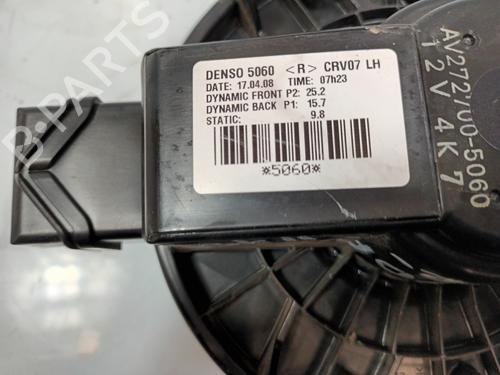 DENSO 5060 <R> CRV07 LH
DATE: 17.04.08 TIME: 07h23
DYNAMIC FRONT P2: 25.2
DYNAMIC BACK P1: 15.7
STATIC: 9.8
*5060*
AV272700-5060
12V 4K7
B-PARTS